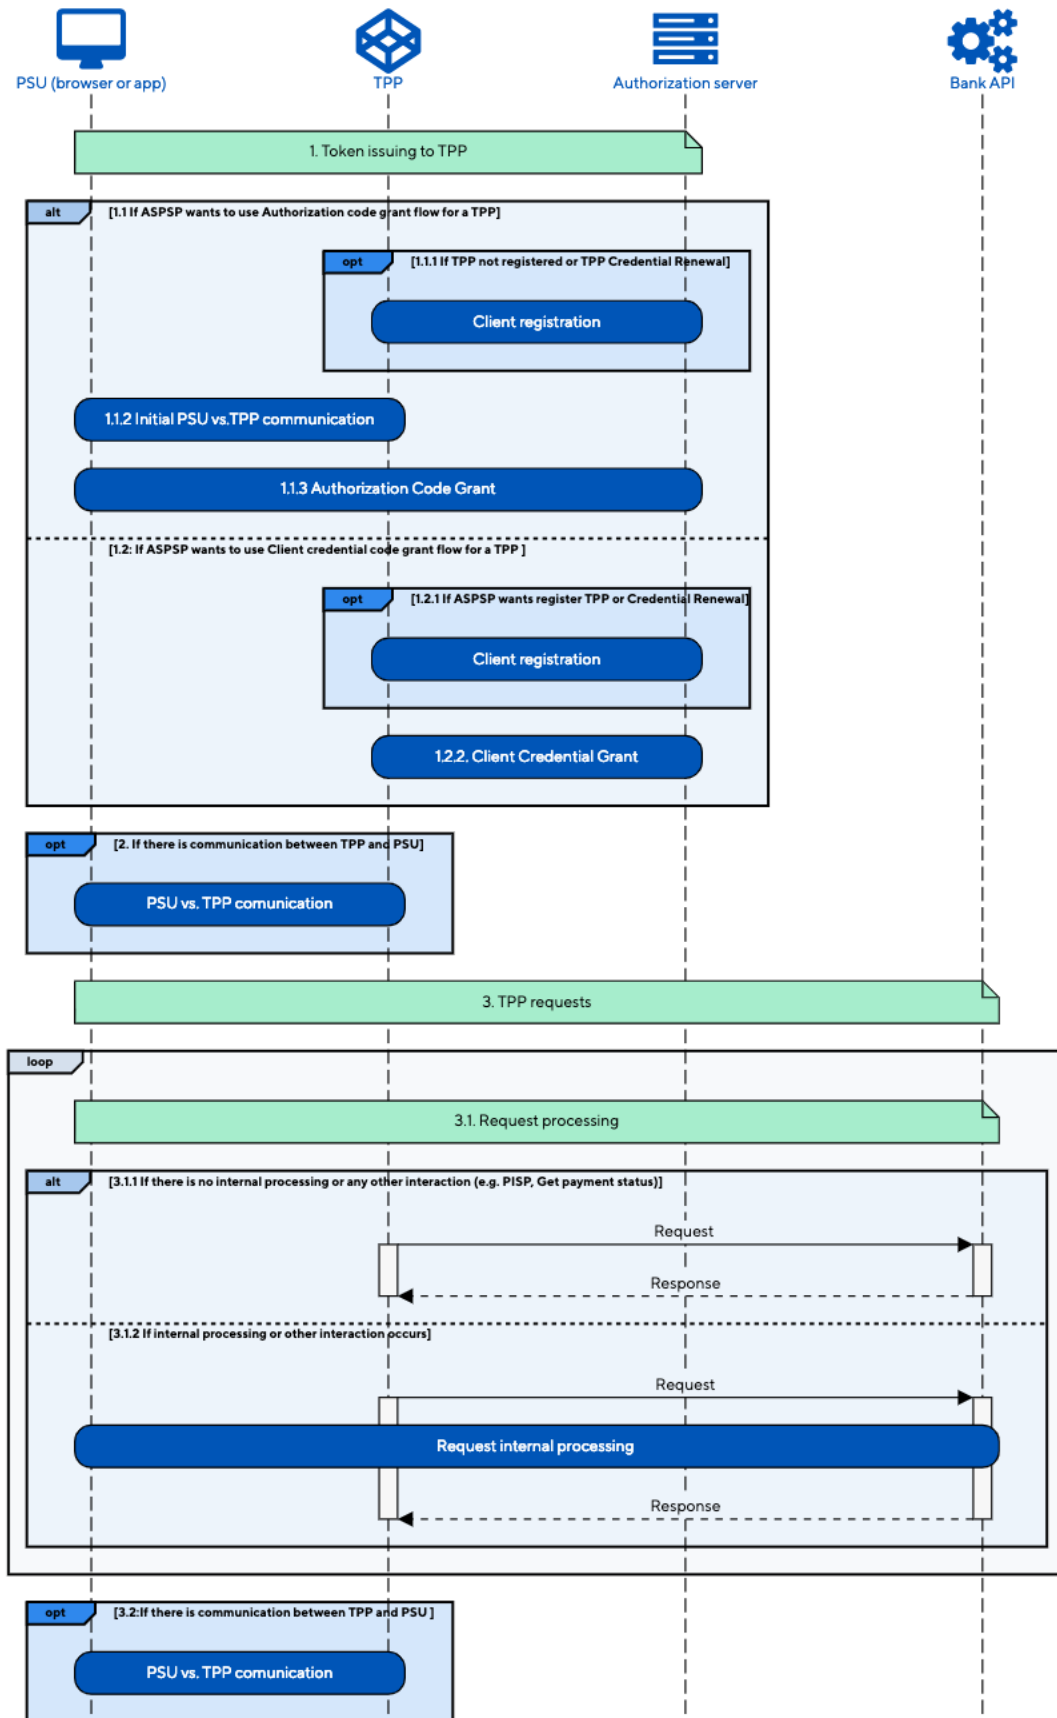 PSU (browser or app)
TPP
Authorization server
Bank API
1. Token issuing to TPP
alt
[1.1 If ASPSP wants to use Authorization code grant flow for a TPP]
opt
[1.1.1 If TPP not registered or TPP Credential Renewal]
Client registration
1.1.2 Initial PSU vs.TPP communication
1.1.3 Authorization Code Grant
[1.2: If ASPSP wants to use Client credential code grant flow for a TPP ]
opt
[1.2.1 If ASPSP wants register TPP or Credential Renewal]
Client registration
1.2.2. Client Credential Grant
opt
[2. If there is communication between TPP and PSU]
PSU vs. TPP comunication
3. TPP requests
loop
3.1. Request processing
alt
[3.1.1 If there is no internal processing or any other interaction (e.g. PISP, Get payment status)]
Request
Response
[3.1.2 If internal processing or other interaction occurs]
Request
Request internal processing
Response
opt
[3.2:If there is communication between TPP and PSU ]
PSU vs. TPP comunication